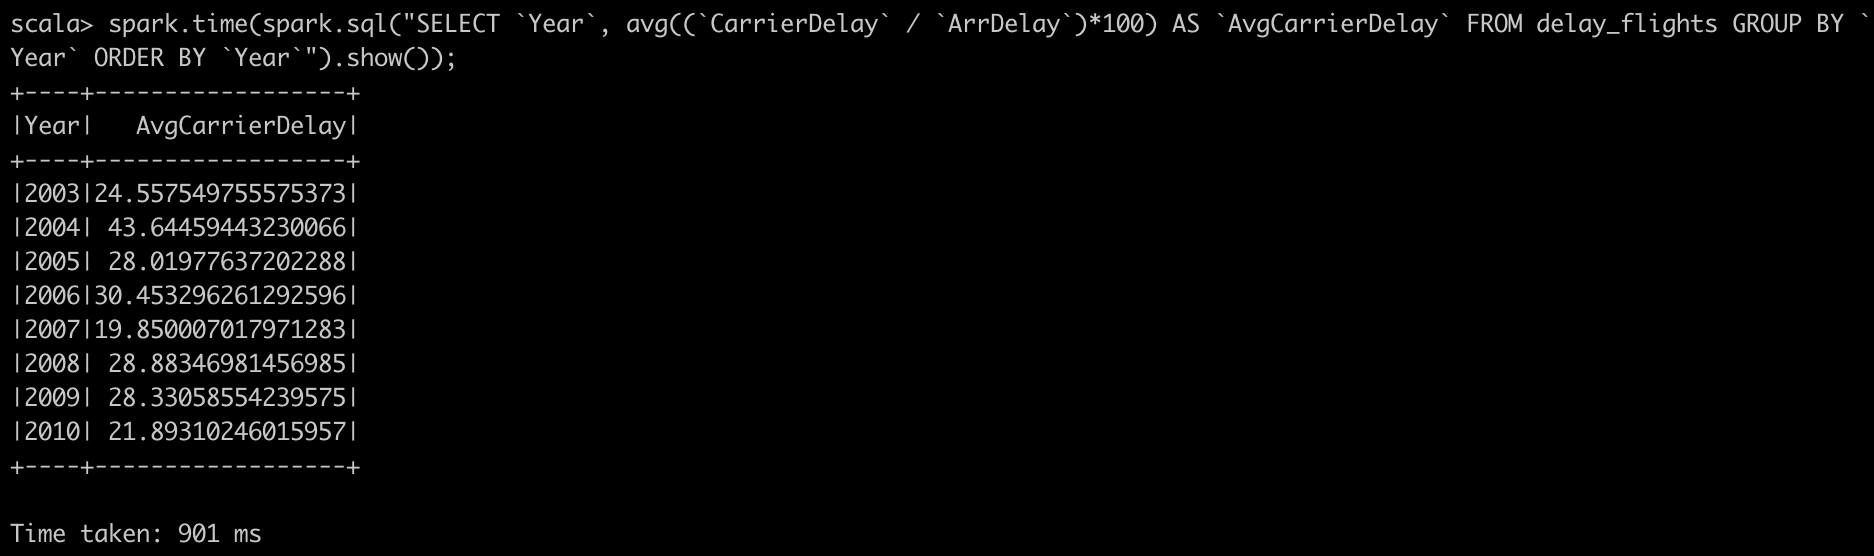 scala> spark.time(spark.sql("SELECT `Year`, avg((`CarrierDelay` / `ArrDelay`)*100) AS `AvgCarrierDelay` FROM delay_flights GROUP BY `
Year` ORDER BY `Year`").show());
+----+------------------+
|Year|   AvgCarrierDelay|
+----+------------------+
|2003|24.557549755575373|
|2004| 43.64459443230066|
|2005| 28.01977637202288|
|2006|30.453296261292596|
|2007|19.850007017971283|
|2008| 28.88346981456985|
|2009| 28.33058554239575|
|2010| 21.89310246015957|
+----+------------------+
Time taken: 901 ms